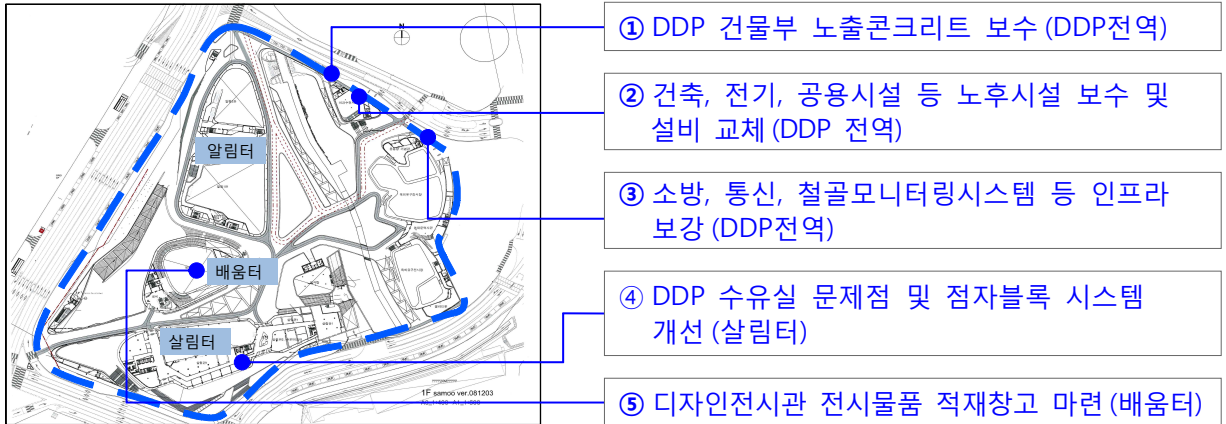 N
알림터
배움터
살림터
1F samoo ver.081203
① DDP 건물부 노출콘크리트 보수 (DDP전역)
② 건축, 전기, 공용시설 등 노후시설 보수 및
설비 교체 (DDP 전역)
③ 소방, 통신, 철골모니터링시스템 등 인프라
보강 (DDP전역)
④ DDP 수유실 문제점 및 점자블록 시스템
개선 (살림터)
⑤ 디자인전시관 전시물품 적재창고 마련 (배움터)